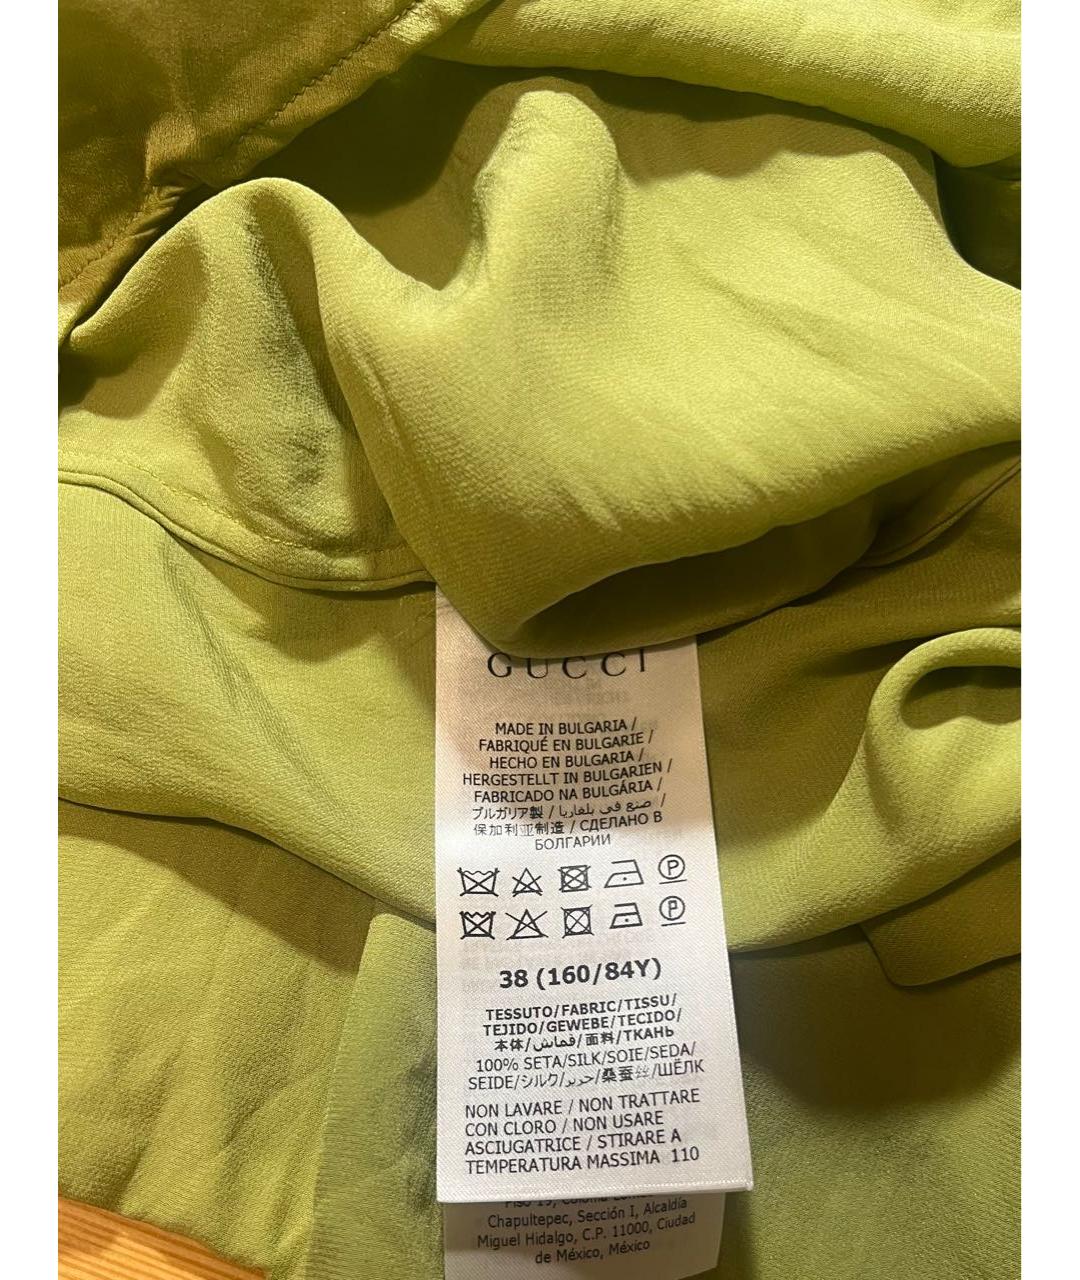 GUCCI
MADE IN BULGARIA /
FABRIQUÉ EN BULGARIE /
HECHO EN BULGARIA /
HERGESTELLT IN BULGARIEN /
FABRICADO NA BULGÁRIA /
ブルガリア製 / صنع في بلغاريا /
保加利亚制造 / СДЕЛАНО В
БОЛГАРИИ
P
P
38 (160/84Y)
TESSUTO/FABRIC/TISSU/
TEJIDO/GEWEBE/TECIDO/
本体/قماش/面料/ТКАНЬ
100% SETA/SILK/SOIE/SEDA/
SEIDE/シルク/حرير/桑蚕丝/ШЁЛК
NON LAVARE / NON TRATTARE
CON CLORO / NON USARE
ASCIUGATRICE / STIRARE A
TEMPERATURA MASSIMA 110
Piso 19,
Chapultepec, Sección I, Alcaldía
Miguel Hidalgo, C.P. 11000, Ciudad
de México, México